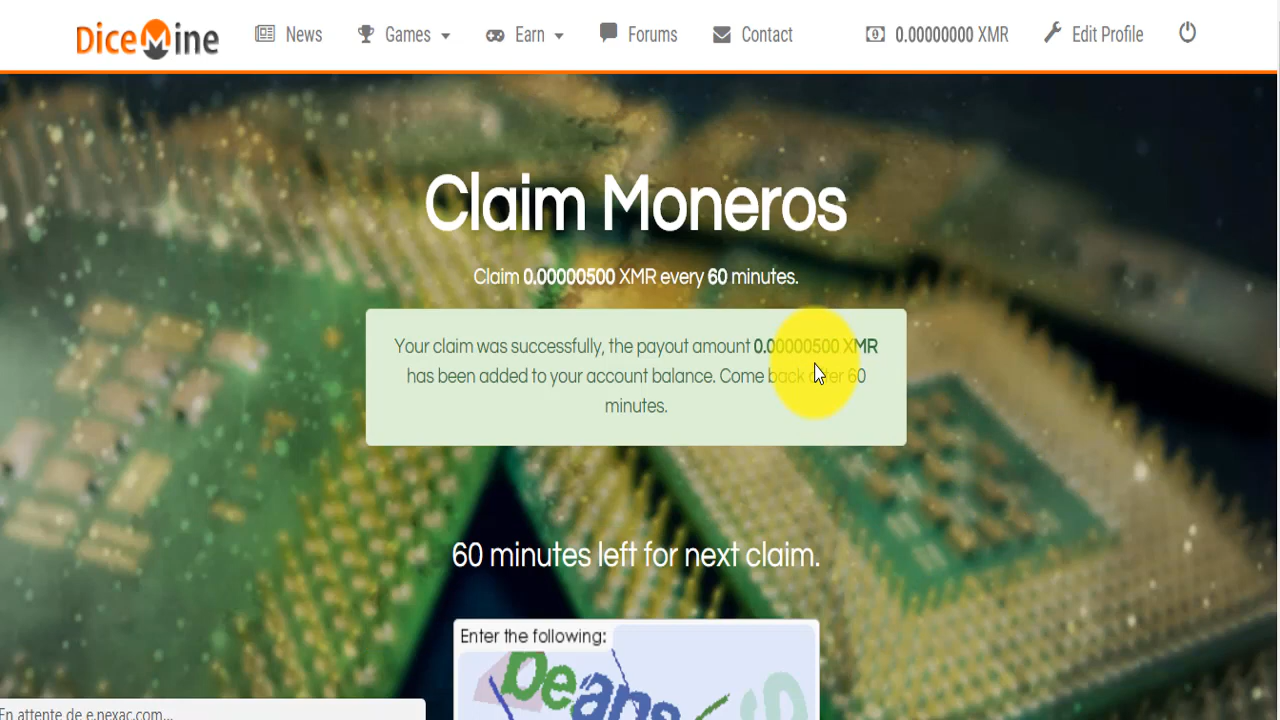 DiceMine News Games Earn Forums Contact 0.00000000 XMR Edit Profile
Claim Moneros
Claim 0.00000500 XMR every 60 minutes.
Your claim was successfully, the payout amount 0.00000500 XMR
has been added to your account balance. Come back after 60
minutes.
60 minutes left for next claim.
Enter the following:
beans
En attente de e.nexac.com...